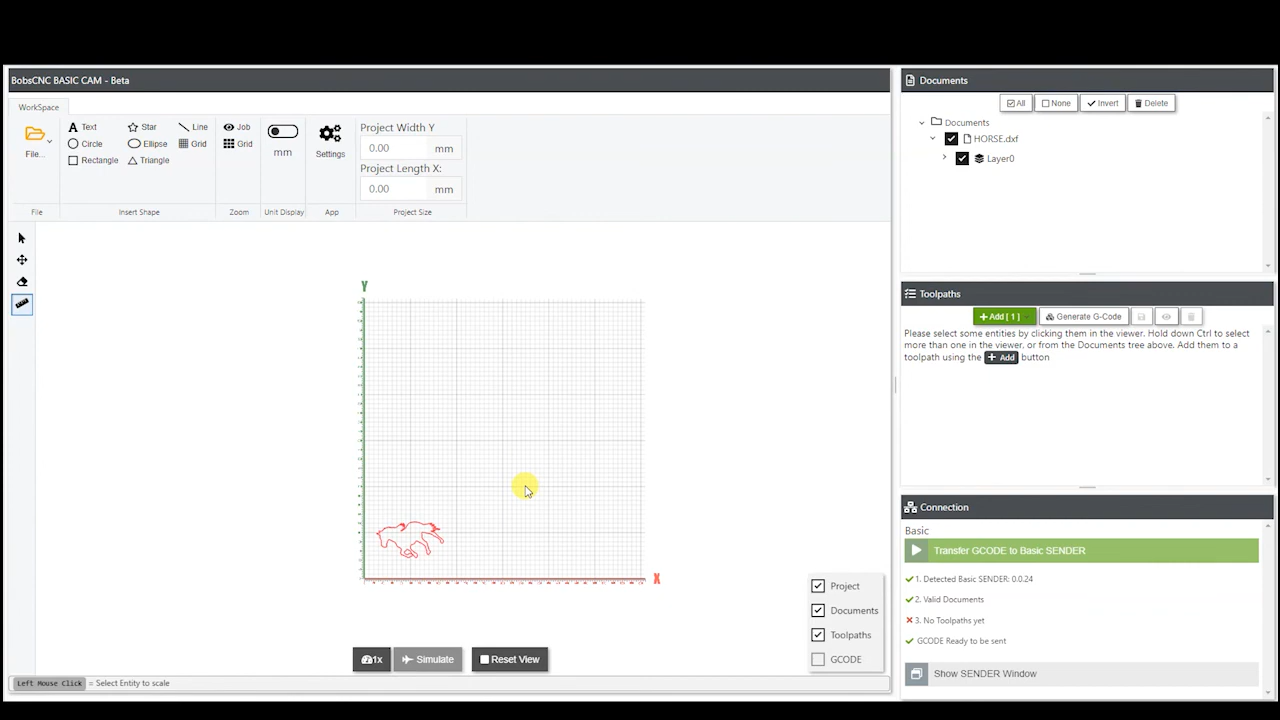 BobsCNC BASIC CAM - Beta
WorkSpace
File...
Text
Circle
Rectangle
Star
Ellipse
Triangle
Line
Grid
Job
Grid
mm
Settings
Project Width Y
0.00 mm
Project Length X:
0.00 mm
File
Insert Shape
Zoom
Unit Display
App
Project Size
Y
X
Project
Documents
Toolpaths
GCODE
1x
Simulate
Reset View
Left Mouse Click = Select Entity to scale
Documents
All
None
Invert
Delete
Documents
HORSE.dxf
Layer0
Toolpaths
Add [ 1 ]
Generate G-Code
Please select some entities by clicking them in the viewer. Hold down Ctrl to select
more than one in the viewer, or from the Documents tree above. Add them to a
toolpath using the + Add button
Connection
Basic
Transfer GCODE to Basic SENDER
1. Detected Basic SENDER: 0.0.24
2. Valid Documents
3. No Toolpaths yet
GCODE Ready to be sent
Show SENDER Window